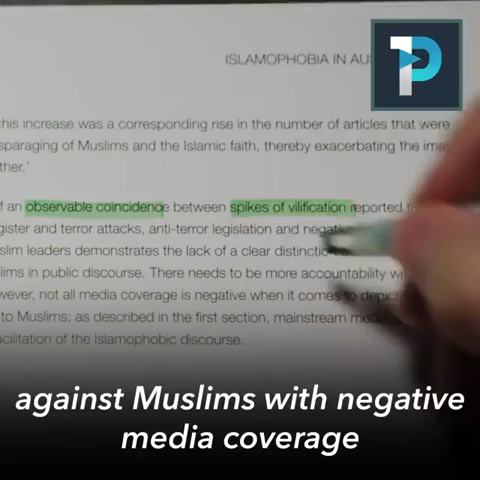 ISLAMOPHOBIA IN AU
1P
this increase was a corresponding rise in the number of articles that were
sparaging of Muslims and the Islamic faith, thereby exacerbating the ima
ther.'
f an observable coincidence between spikes of vilification reported t
gister and terror attacks, anti-terror legislation and negat
slim leaders demonstrates the lack of a clear distinctio
lims in public discourse. There needs to be more accountability w
wever, not all media coverage is negative when it comes to depict
to Muslims; as described in the first section, mainstream me
acilitation of the Islamophobic discourse.
against Muslims with negative
media coverage